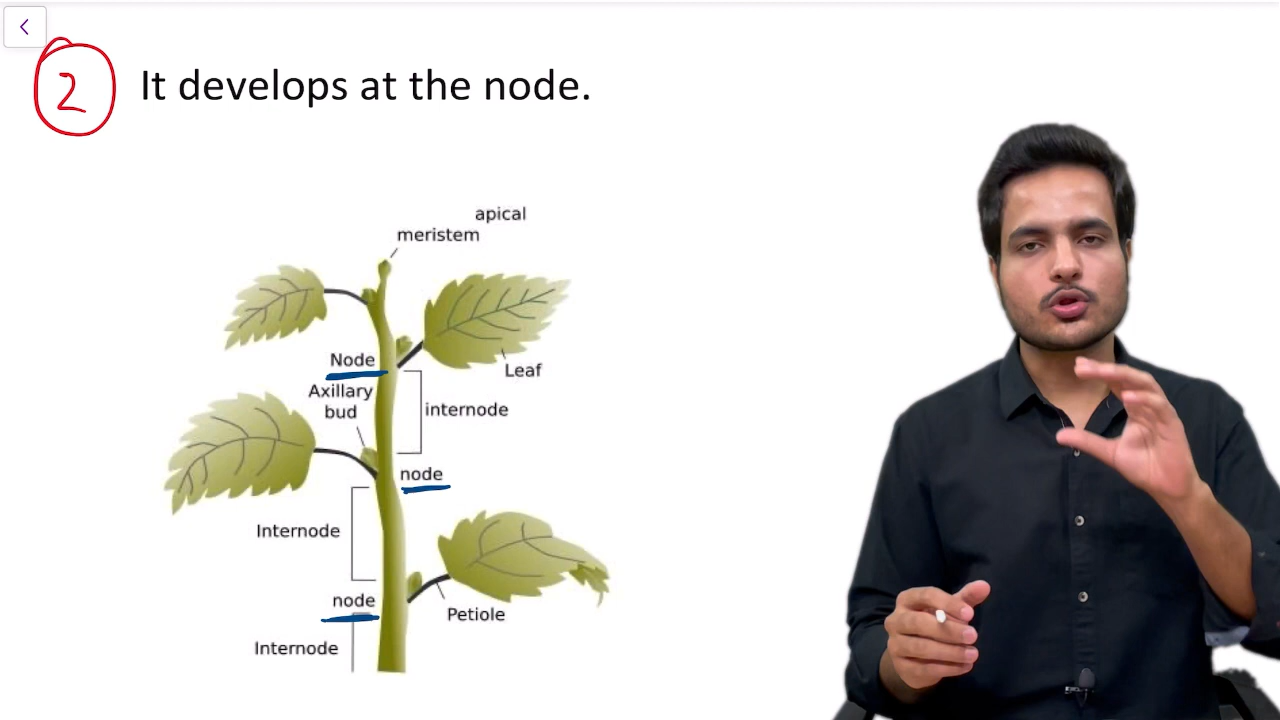 2 It develops at the node.
apical
meristem
Node
Leaf
Axillary
bud
internode
node
Internode
node
Petiole
Internode